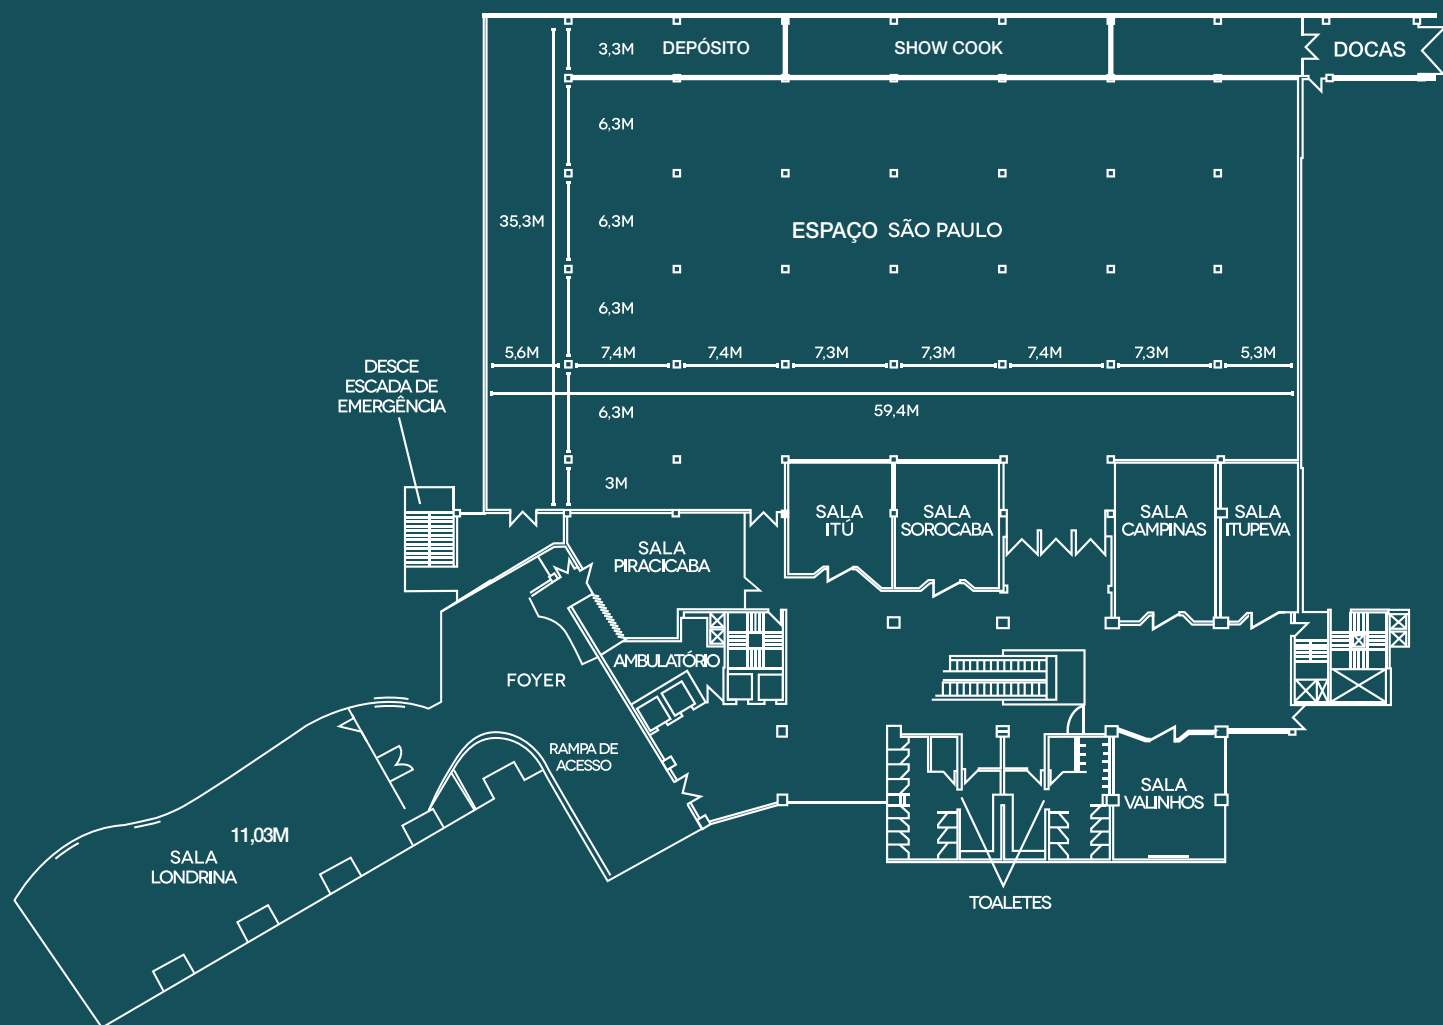 3,3M
DEPÓSITO
SHOW COOK
DOCAS
6,3M
35,3M
6,3M
ESPAÇO SÃO PAULO
6,3M
5,6M
7,4M
7,4M
7,3M
7,3M
7,4M
7,3M
5,3M
DESCE
ESCADA DE
EMERGÊNCIA
6,3M
59,4M
3M
SALA
ITÚ
SALA
SOROCABA
SALA
CAMPINAS
SALA
ITUPEVA
SALA
PIRACICABA
AMBULATÓRIO
FOYER
RAMPA DE
ACESSO
SALA
VALINHOS
11,03M
SALA
LONDRINA
TOALETES